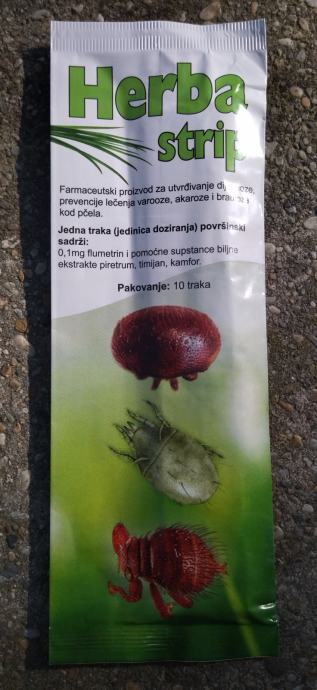 Herba
strip
Farmaceutski proizvod za utvrđivanje
prevencije lečenja varooze, akaroze i
kod pčela.
Jedna traka (jedinica doziranja) površinski
sadrži:
0,1mg flumetrin i pomoćne supstance biljne
ekstrakte piretrum, timijan, kamfor.
Pakovanje: 10 traka